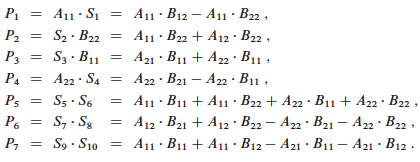 P₁ = A₁₁ · S₁ = A₁₁ · B₁₂ − A₁₁ · B₂₂ ,
P₂ = S₂ · B₂₂ = A₁₁ · B₂₂ + A₁₂ · B₂₂ ,
P₃ = S₃ · B₁₁ = A₂₁ · B₁₁ + A₂₂ · B₁₁ ,
P₄ = A₂₂ · S₄ = A₂₂ · B₂₁ − A₂₂ · B₁₁ ,
P₅ = S₅ · S₆ = A₁₁ · B₁₁ + A₁₁ · B₂₂ + A₂₂ · B₁₁ + A₂₂ · B₂₂ ,
P₆ = S₇ · S₈ = A₁₂ · B₂₁ + A₁₂ · B₂₂ − A₂₂ · B₂₁ − A₂₂ · B₂₂ ,
P₇ = S₉ · S₁₀ = A₁₁ · B₁₁ + A₁₁ · B₁₂ − A₂₁ · B₁₁ − A₂₁ · B₁₂ .